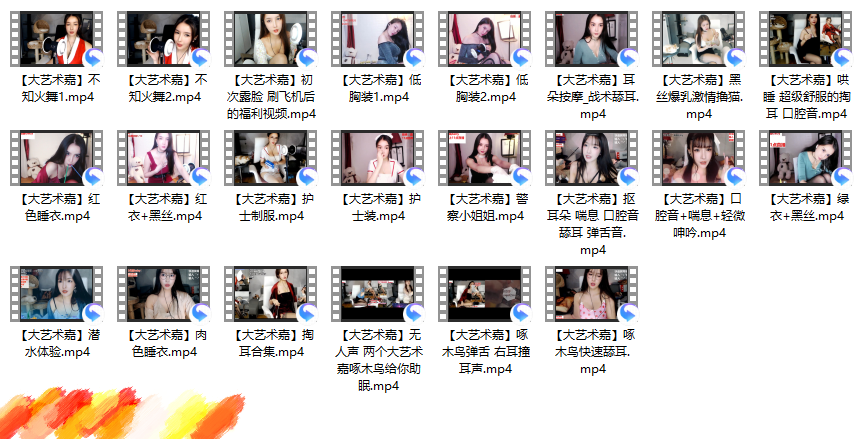 【大艺术嘉】不
知火舞1.mp4
【大艺术嘉】不
知火舞2.mp4
【大艺术嘉】初
次露脸 刷飞机后
的福利视频.mp4
【大艺术嘉】低
胸装1.mp4
【大艺术嘉】低
胸装2.mp4
【大艺术嘉】耳
朵按摩_战术舔耳.
mp4
【大艺术嘉】黑
丝爆乳激情撸猫.
mp4
【大艺术嘉】哄
睡 超级舒服的掏
耳 口腔音.mp4
【大艺术嘉】红
色睡衣.mp4
【大艺术嘉】红
衣+黑丝.mp4
【大艺术嘉】护
士制服.mp4
【大艺术嘉】护
士装.mp4
【大艺术嘉】警
察小姐姐.mp4
【大艺术嘉】抠
耳朵 喘息 口腔音
舔耳 弹舌音.
mp4
【大艺术嘉】口
腔音+喘息+轻微
呻吟.mp4
【大艺术嘉】绿
衣+黑丝.mp4
【大艺术嘉】潜
水体验.mp4
【大艺术嘉】肉
色睡衣.mp4
【大艺术嘉】掏
耳合集.mp4
【大艺术嘉】无
人声 两个大艺术
嘉啄木鸟给你助
眠.mp4
【大艺术嘉】啄
木鸟弹舌 右耳撞
耳声.mp4
【大艺术嘉】啄
木鸟快速舔耳.
mp4